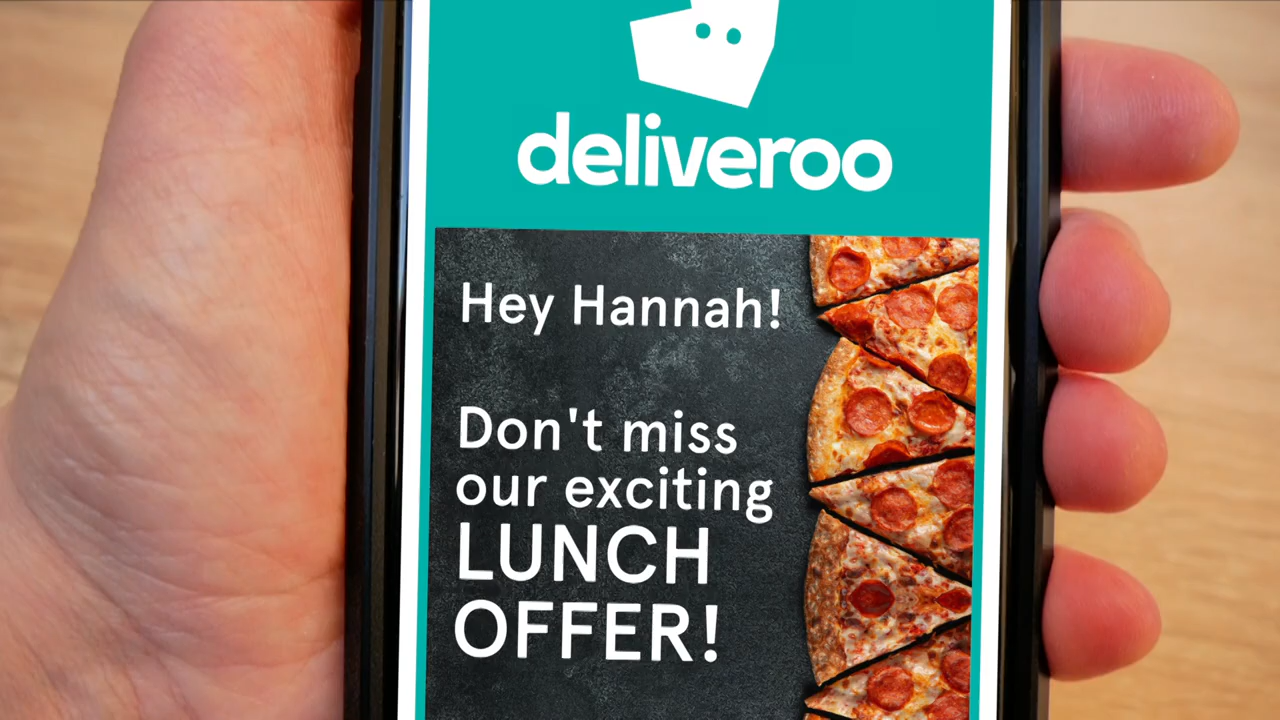 deliveroo
Hey Hannah!
Don't miss
our exciting
LUNCH
OFFER!